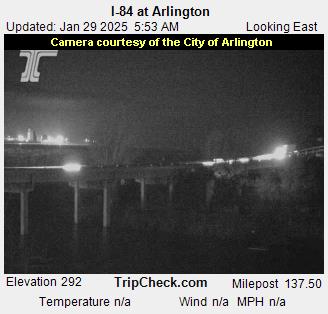 I-84 at Arlington
Updated: Jan 29 2025 5:53 AM Looking East
Camera courtesy of the City of Arlington
Elevation 292 TripCheck.com Milepost 137.50
Temperature n/a Wind n/a MPH n/a